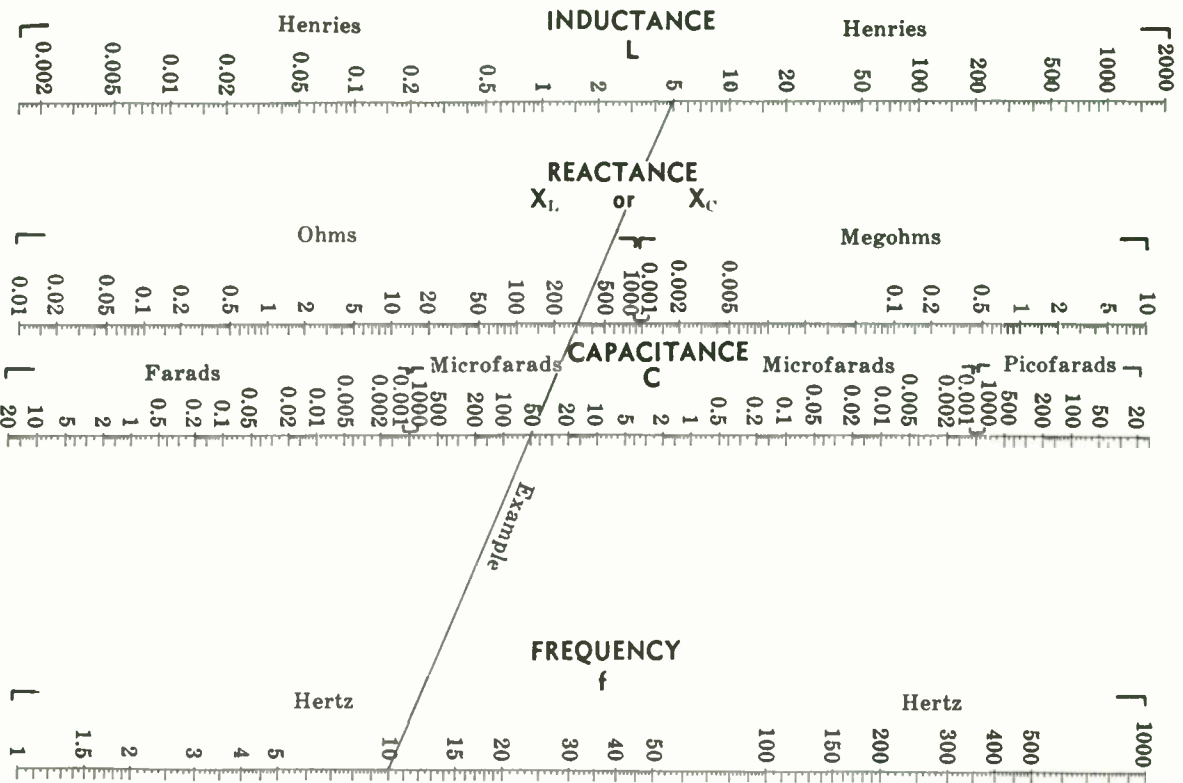 INDUCTANCE
L
Henries Henries
0.002 0.005 0.01 0.02 0.05 0.1 0.2 0.5 1 2 5 10 20 50 100 200 500 1000 2000
REACTANCE
X_L or X_C
Ohms Megohms
0.01 0.02 0.05 0.1 0.2 0.5 1 2 5 10 20 50 100 200 500 1000 0.001 0.002 0.005 0.1 0.2 0.5 1 2 5 10
CAPACITANCE
C
Farads Microfarads Microfarads Picofarads
20 10 5 2 1 0.5 0.2 0.1 0.05 0.02 0.01 0.005 0.002 0.001 1000 500 200 100 50 20 10 5 2 1 0.5 0.2 0.1 0.05 0.02 0.01 0.005 0.002 0.001 1000 500 200 100 50 20
Example
FREQUENCY
f
Hertz Hertz
1 1.5 2 3 4 5 10 15 20 30 40 50 100 150 200 300 400 500 1000